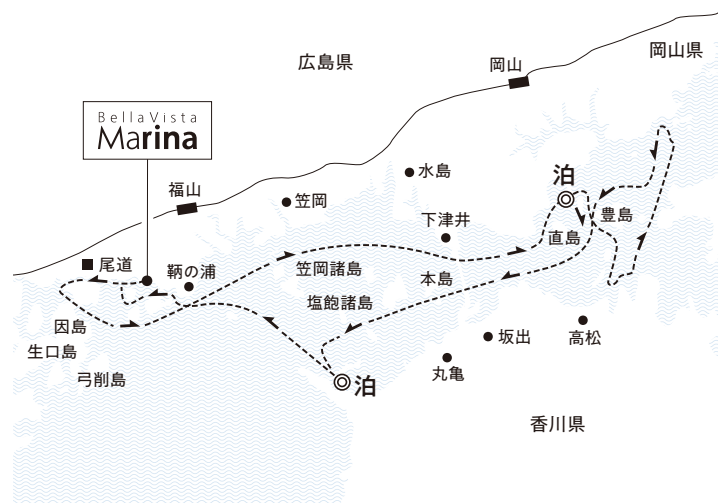 広島県
岡山県
岡山
BellaVista
Marina
水島
泊
福山
笠岡
豊島
下津井
直島
尾道
鞆の浦
笠岡諸島
本島
塩飽諸島
因島
坂出
高松
生口島
丸亀
弓削島
泊
香川県